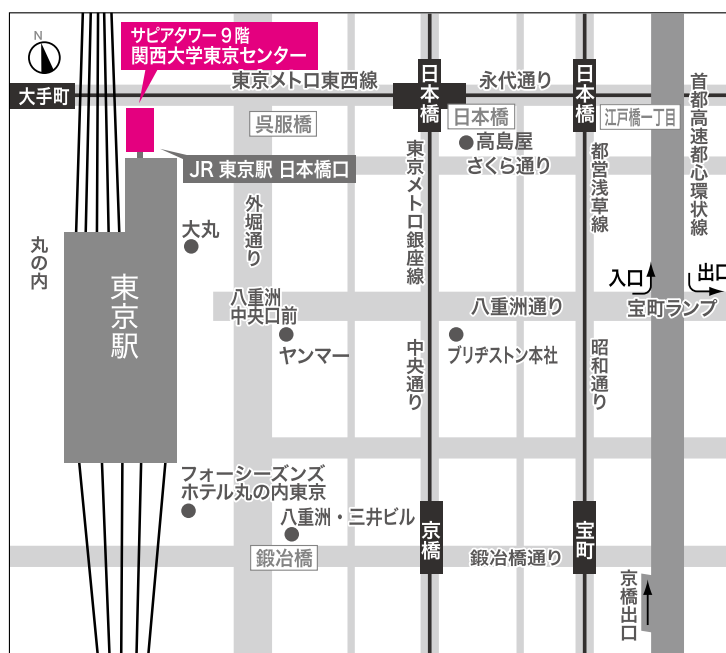 N
サピアタワー9階
関西大学東京センター
東京メトロ東西線
永代通り
大手町
日本橋
日本橋
呉服橋
日本橋
江戸橋一丁目
高島屋
さくら通り
JR 東京駅 日本橋口
首都高速都心環状線
東京メトロ銀座線
都営浅草線
外堀通り
大丸
丸の内
東京駅
八重洲
中央口前
八重洲通り
入口
出口
宝町ランプ
ヤンマー
ブリヂストン本社
中央通り
昭和通り
フォーシーズンズ
ホテル丸の内東京
八重洲・三井ビル
京橋
宝町
鍛冶橋
鍛冶橋通り
京橋出口